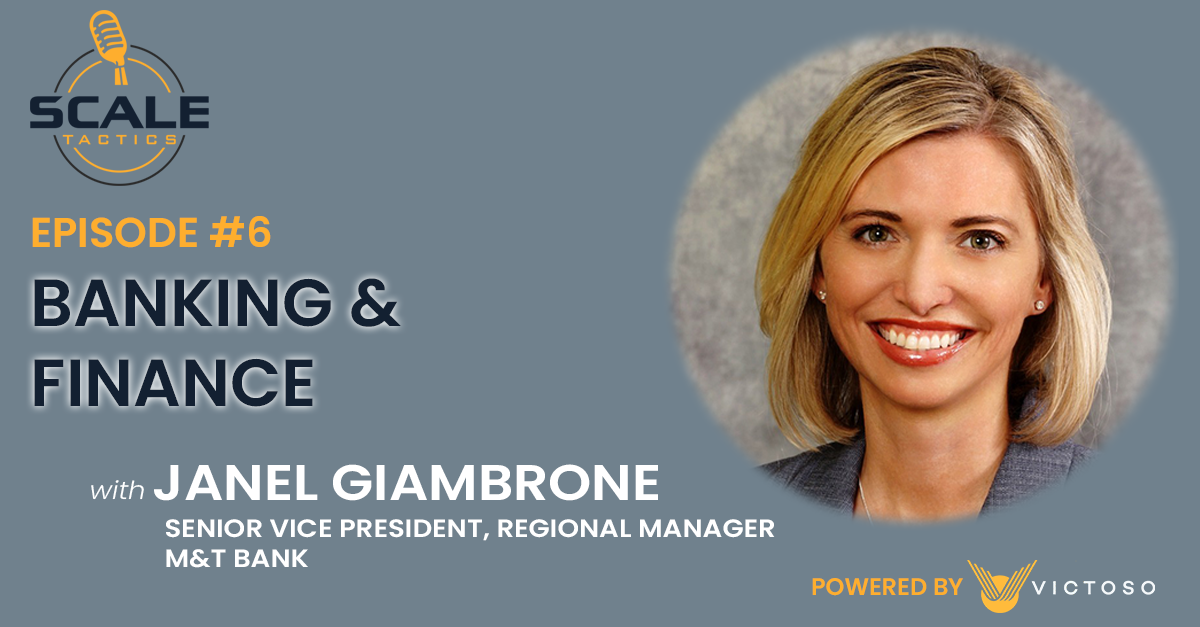 SCALE
TACTICS
EPISODE #6
BANKING &
FINANCE
with JANEL GIAMBRONE
SENIOR VICE PRESIDENT, REGIONAL MANAGER
M&T BANK
POWERED BY VICTOSO